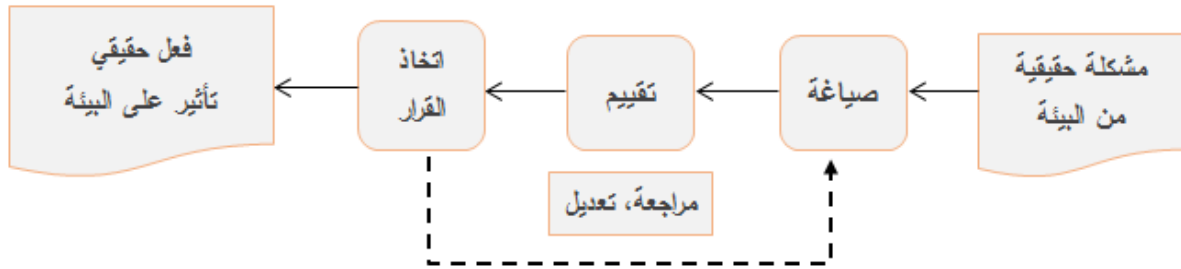 مشكلة حقيقية
من البيئة
صياغة
تقييم
اتخاذ
القرار
فعل حقيقي
تأثير على البيئة
مراجعة، تعديل